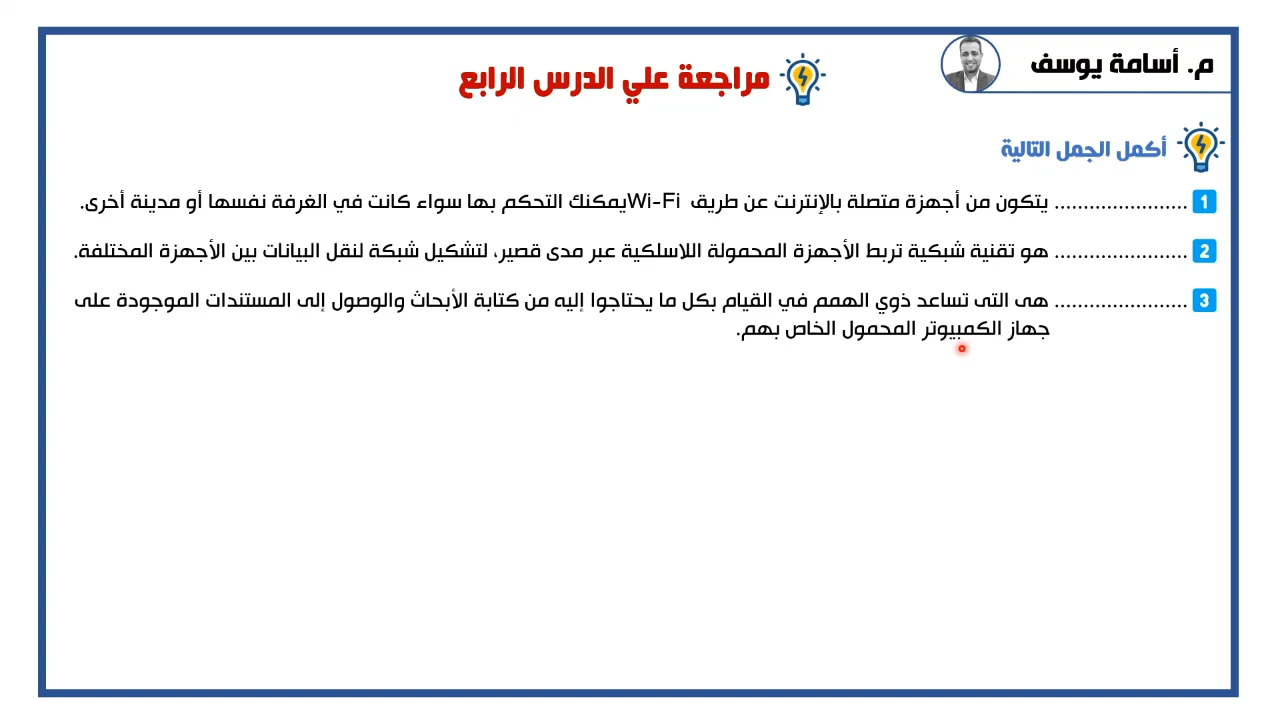 م. أسامة يوسف
مراجعة علي الدرس الرابع
أكمل الجمل التالية
1 ....................... يتكون من أجهزة متصلة بالإنترنت عن طريق Wi-Fi يمكنك التحكم بها سواء كانت في الغرفة نفسها أو مدينة أخرى.
2 ....................... هو تقنية شبكية تربط الأجهزة المحمولة اللاسلكية عبر مدى قصير، لتشكيل شبكة لنقل البيانات بين الأجهزة المختلفة.
3 ....................... هى التى تساعد ذوي الهمم في القيام بكل ما يحتاجوا إليه من كتابة الأبحاث والوصول إلى المستندات الموجودة على
جهاز الكمبيوتر المحمول الخاص بهم.